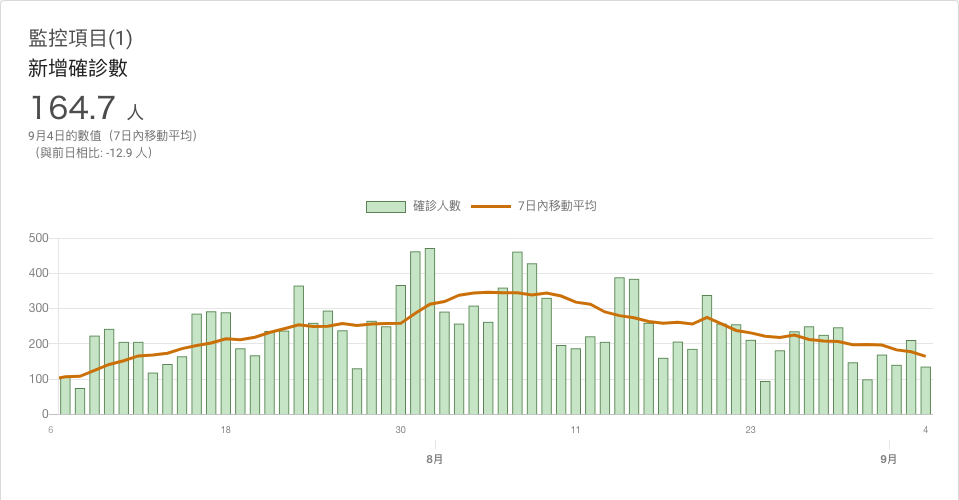 監控項目(1)
新增確診數
164.7 人
9月4日的數值（7日內移動平均）
（與前日相比: -12.9 人）
確診人數 7日內移動平均
500
400
300
200
100
0
6 18 30 11 23 4
8月 9月